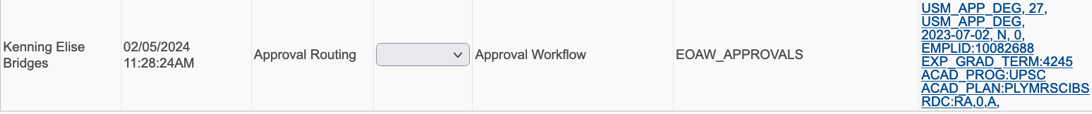 Kenning Elise
Bridges
02/05/2024
11:28:24AM
Approval Routing
Approval Workflow
EOAW_APPROVALS
USM_APP_DEG, 27,
USM_APP_DEG,
2023-07-02, N, 0,
EMPLID:10082688
EXP_GRAD_TERM:4245
ACAD_PROG:UPSC
ACAD_PLAN:PLYMRSCIBS
RDC:RA,0,A,